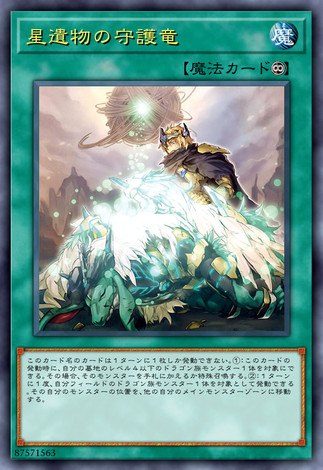 星遺物の守護竜
魔
【魔法カード】
このカード名のカードは1ターンに1枚しか発動できない。①:このカードの
発動時に、自分の墓地のレベル4以下のドラゴン族モンスター1体を対象にで
きる。その場合、そのモンスターを手札に加えるか特殊召喚する。②:1ターン
に1度、自分フィールドのドラゴン族モンスター1体を対象として発動でき
る。その自分のモンスターの位置を、他の自分のメインモンスターゾーンに移動
する。
87571563